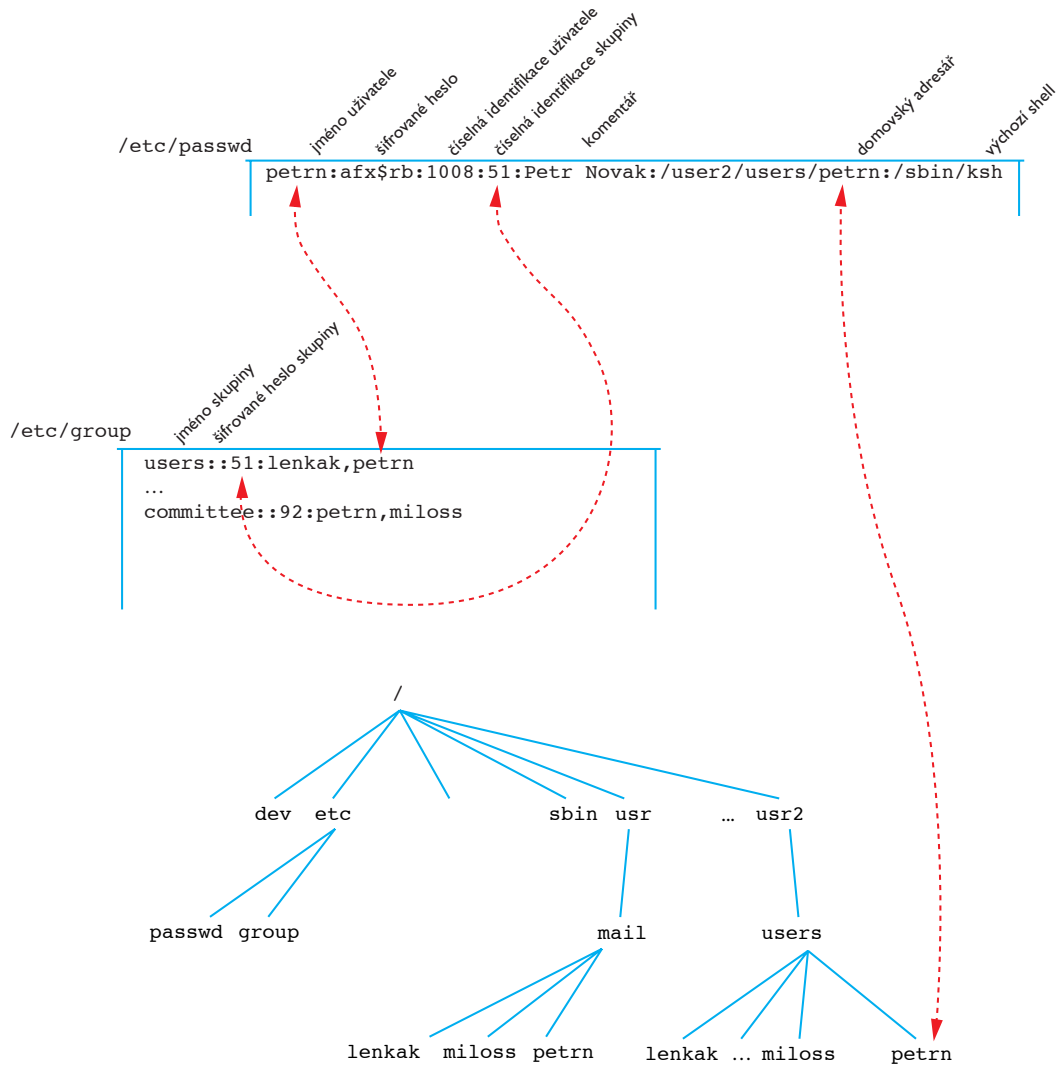 jméno uživatele
šifrované heslo
číselná identifikace uživatele
číselná identifikace skupiny
komentář
domovský adresář
výchozí shell
/etc/passwd
petrn:afx$rb:1008:51:Petr Novak:/user2/users/petrn:/sbin/ksh
jméno skupiny
šifrované heslo skupiny
/etc/group
users::51:lenkak,petrn
...
committee::92:petrn,miloss
/
dev etc sbin usr ... usr2
passwd group mail users
lenkak miloss petrn lenkak ... miloss petrn